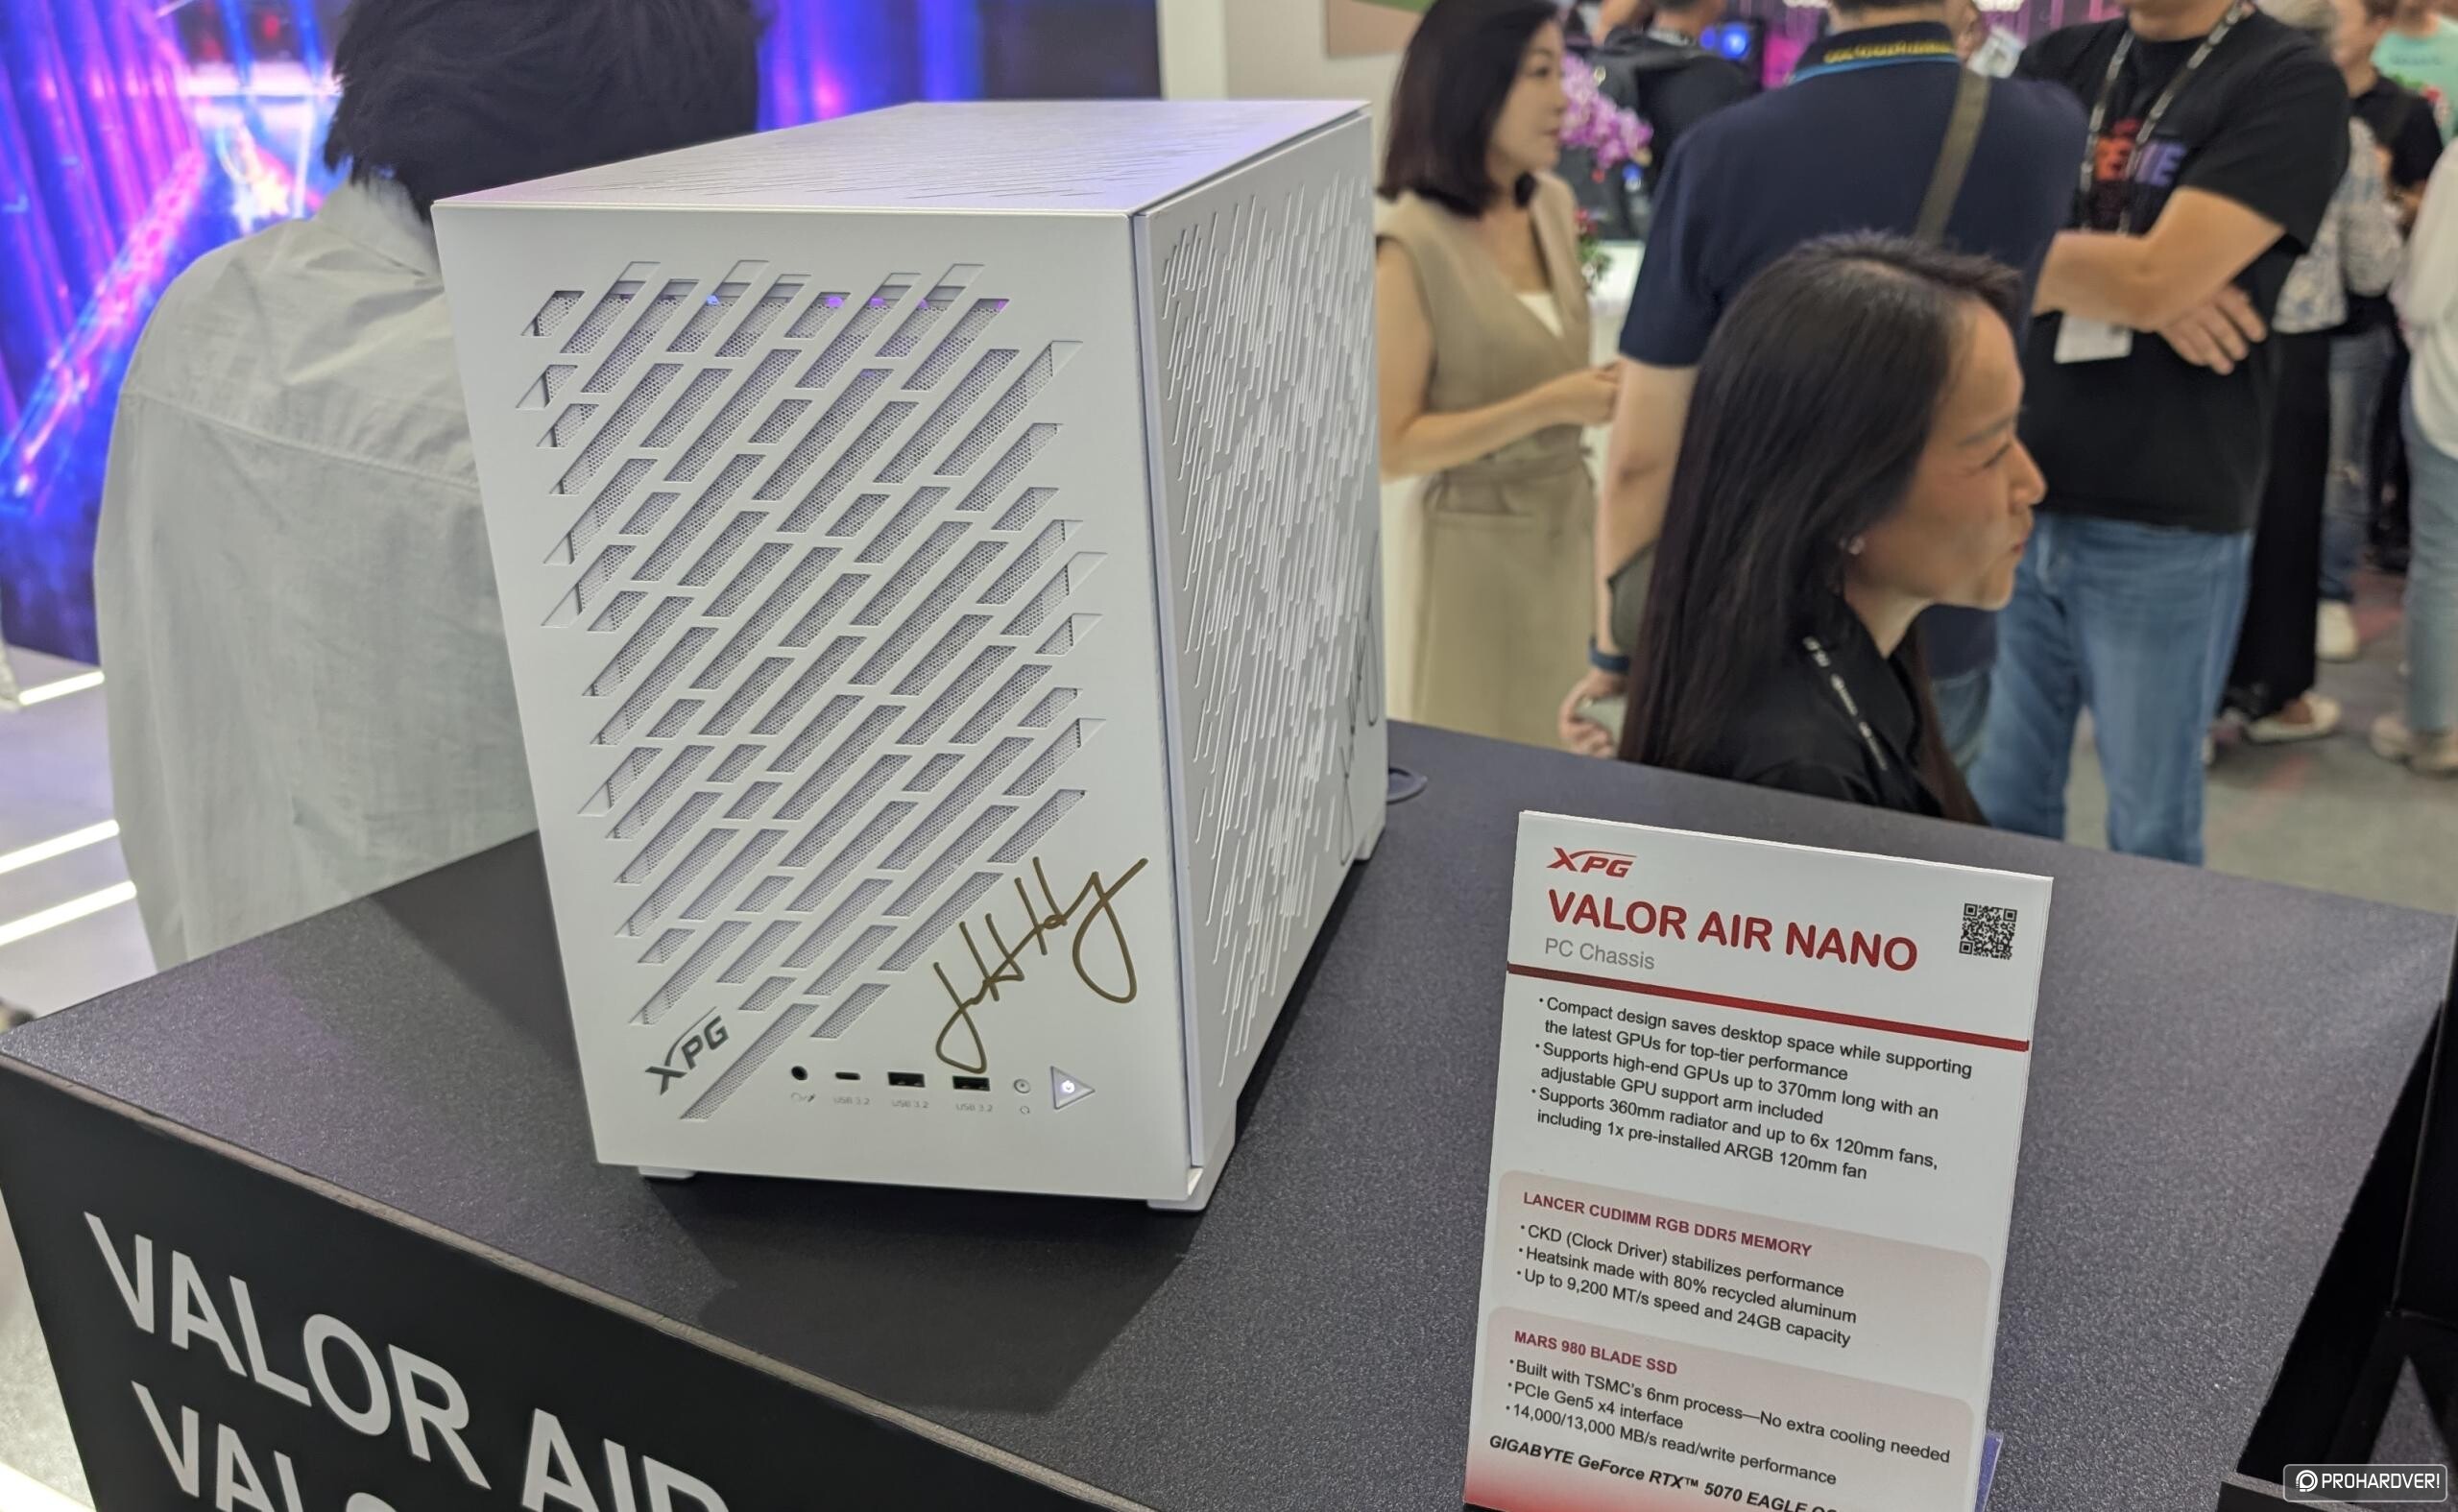 XPG
USB 3.2
USB 3.2
USB 3.2
XPG
VALOR AIR NANO
PC Chassis
•Compact design saves desktop space while supporting
the latest GPUs for top-tier performance
•Supports high-end GPUs up to 370mm long with an
adjustable GPU support arm included
•Supports 360mm radiator and up to 6x 120mm fans,
including 1x pre-installed ARGB 120mm fan
LANCER CUDIMM RGB DDR5 MEMORY
•CKD (Clock Driver) stabilizes performance
•Heatsink made with 80% recycled aluminum
•Up to 9,200 MT/s speed and 24GB capacity
MARS 980 BLADE SSD
•Built with TSMC's 6nm process—No extra cooling needed
•PCIe Gen5 x4 interface
•14,000/13,000 MB/s read/write performance
GIGABYTE GeForce RTX™ 5070 EAGLE
VALOR AIR
PROHARDVER!